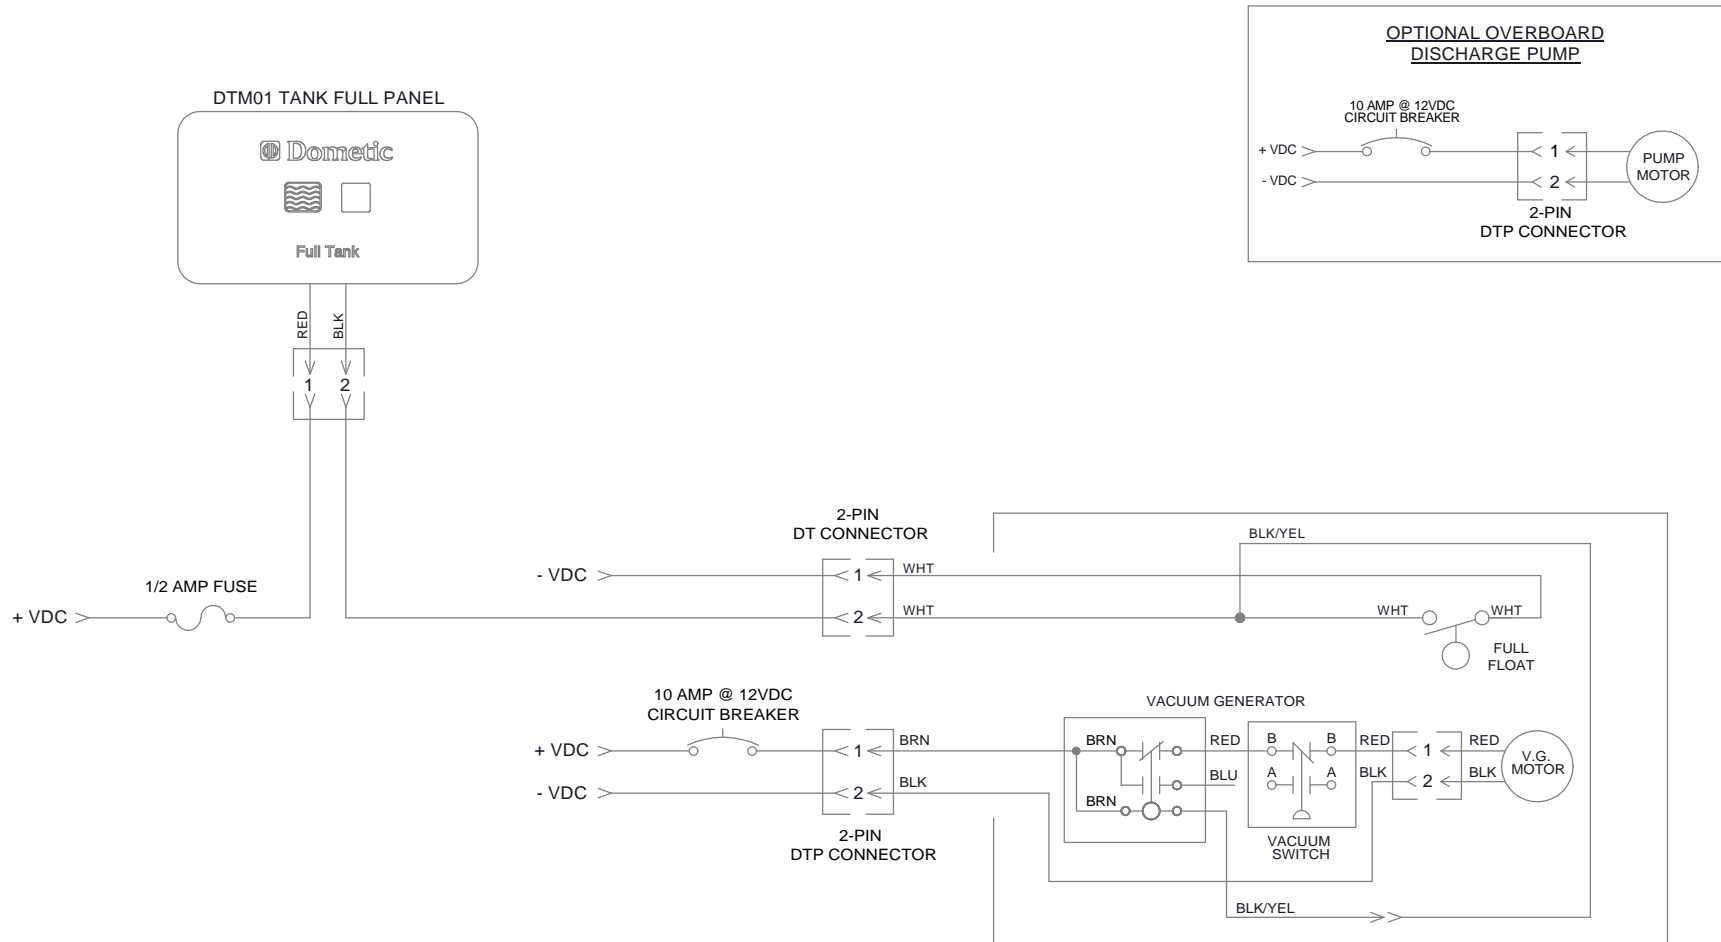 OPTIONAL OVERBOARD
DISCHARGE PUMP
10 AMP @ 12VDC
CIRCUIT BREAKER
+ VDC
- VDC
1
2
PUMP
MOTOR
2-PIN
DTP CONNECTOR
DTM01 TANK FULL PANEL
Dometic
Full Tank
RED
BLK
1
2
1/2 AMP FUSE
+ VDC
2-PIN
DT CONNECTOR
- VDC
1
WHT
2
WHT
BLK/YEL
WHT
WHT
FULL
FLOAT
10 AMP @ 12VDC
CIRCUIT BREAKER
+ VDC
- VDC
1
BRN
2
BLK
2-PIN
DTP CONNECTOR
VACUUM GENERATOR
BRN
BRN
RED
BLU
B
B
A
A
VACUUM
SWITCH
RED
BLK
1
2
RED
BLK
V.G.
MOTOR
BLK/YEL